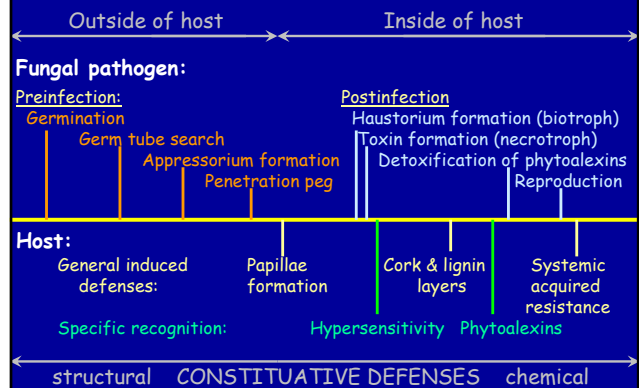 Outside of host Inside of host
Fungal pathogen:
Preinfection: Postinfection
Germination Haustorium formation (biotroph)
Germ tube search Toxin formation (necrotroph)
Appressorium formation Detoxification of phytoalexins
Penetration peg Reproduction
Host:
General induced Papillae Cork & lignin Systemic
defenses: formation layers acquired
resistance
Specific recognition: Hypersensitivity Phytoalexins
structural CONSTITUATIVE DEFENSES chemical